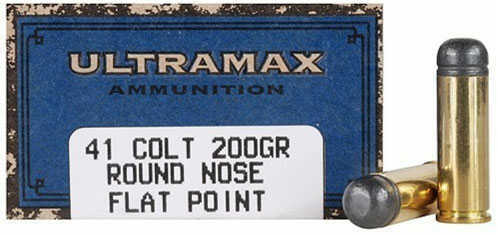 ULTRAMAX
AMMUNITION
41 COLT 200GR
ROUND NOSE
FLAT POINT